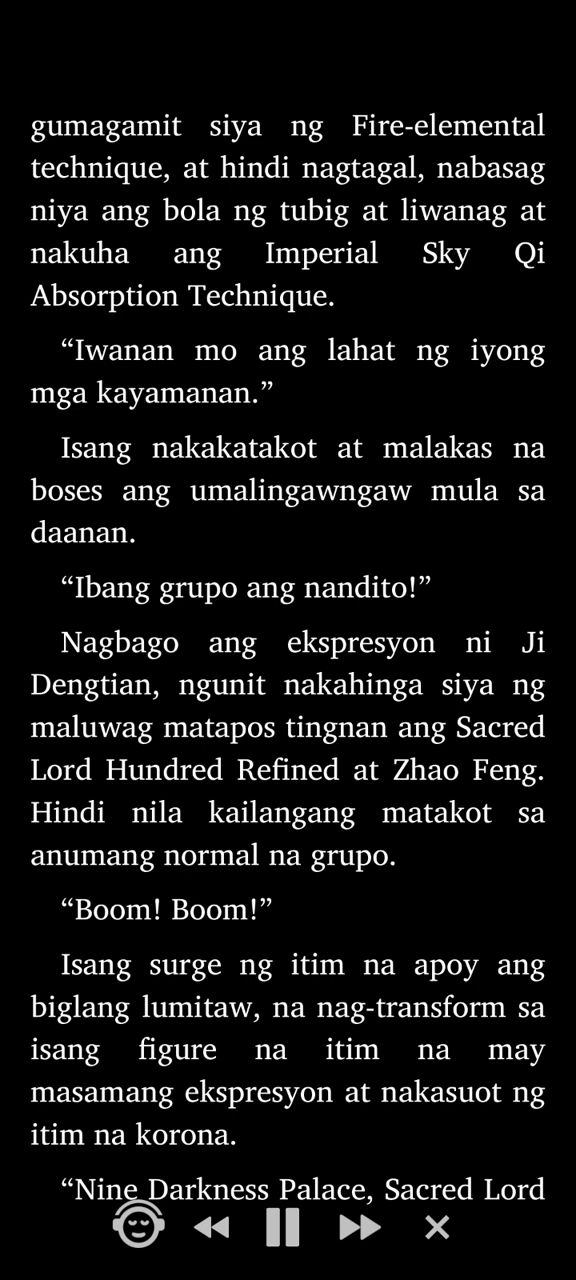 gumagamit siya ng Fire-elemental
technique, at hindi nagtagal, nabasag
niya ang bola ng tubig at liwanag at
nakuha ang Imperial Sky Qi
Absorption Technique.
“Iwanan mo ang lahat ng iyong
mga kayamanan.”
Isang nakakatakot at malakas na
boses ang umalingawngaw mula sa
daanan.
“Ibang grupo ang nandito!”
Nagbago ang ekspresyon ni Ji
Dengtian, ngunit nakahinga siya ng
maluwag matapos tingnan ang Sacred
Lord Hundred Refined at Zhao Feng.
Hindi nila kailangang matakot sa
anumang normal na grupo.
“Boom! Boom!”
Isang surge ng itim na apoy ang
biglang lumitaw, na nag-transform sa
isang figure na itim na may
masamang ekspresyon at nakasuot ng
itim na korona.
“Nine Darkness Palace, Sacred Lord